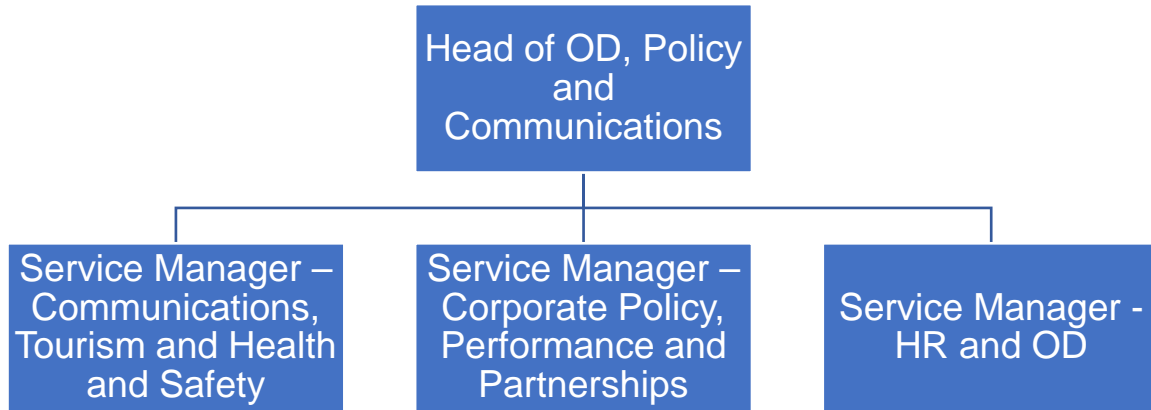 Head of OD, Policy
and
Communications
Service Manager –
Communications,
Tourism and Health
and Safety
Service Manager –
Corporate Policy,
Performance and
Partnerships
Service Manager -
HR and OD